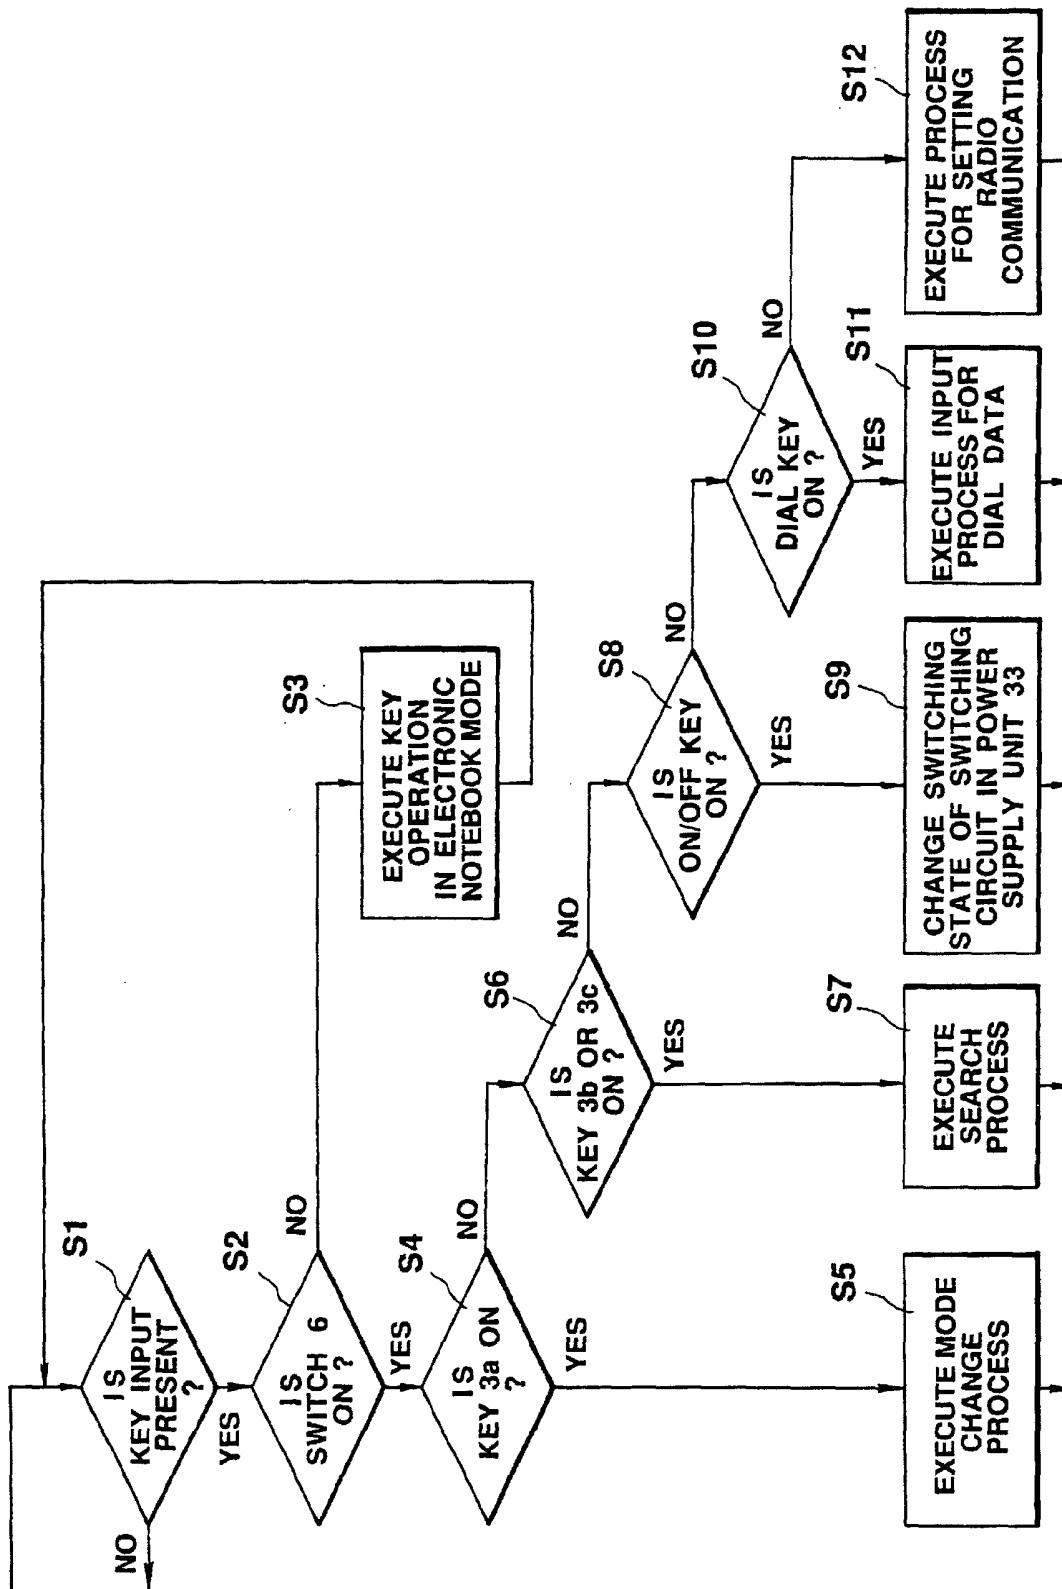 S1
IS
KEY INPUT
PRESENT
?
NO
YES
S2
IS
SWITCH 6
ON ?
NO
YES
S3
EXECUTE KEY
OPERATION
IN ELECTRONIC
NOTEBOOK MODE
S4
IS
KEY 3a ON
?
NO
YES
S5
EXECUTE MODE
CHANGE
PROCESS
S6
IS
KEY 3b OR 3c
ON ?
NO
YES
S7
EXECUTE
SEARCH
PROCESS
S8
IS
ON/OFF KEY
ON ?
NO
YES
S9
CHANGE SWITCHING
STATE OF SWITCHING
CIRCUIT IN POWER
SUPPLY UNIT 33
S10
IS
DIAL KEY
ON ?
NO
YES
S11
EXECUTE INPUT
PROCESS FOR
DIAL DATA
S12
EXECUTE PROCESS
FOR SETTING
RADIO
COMMUNICATION